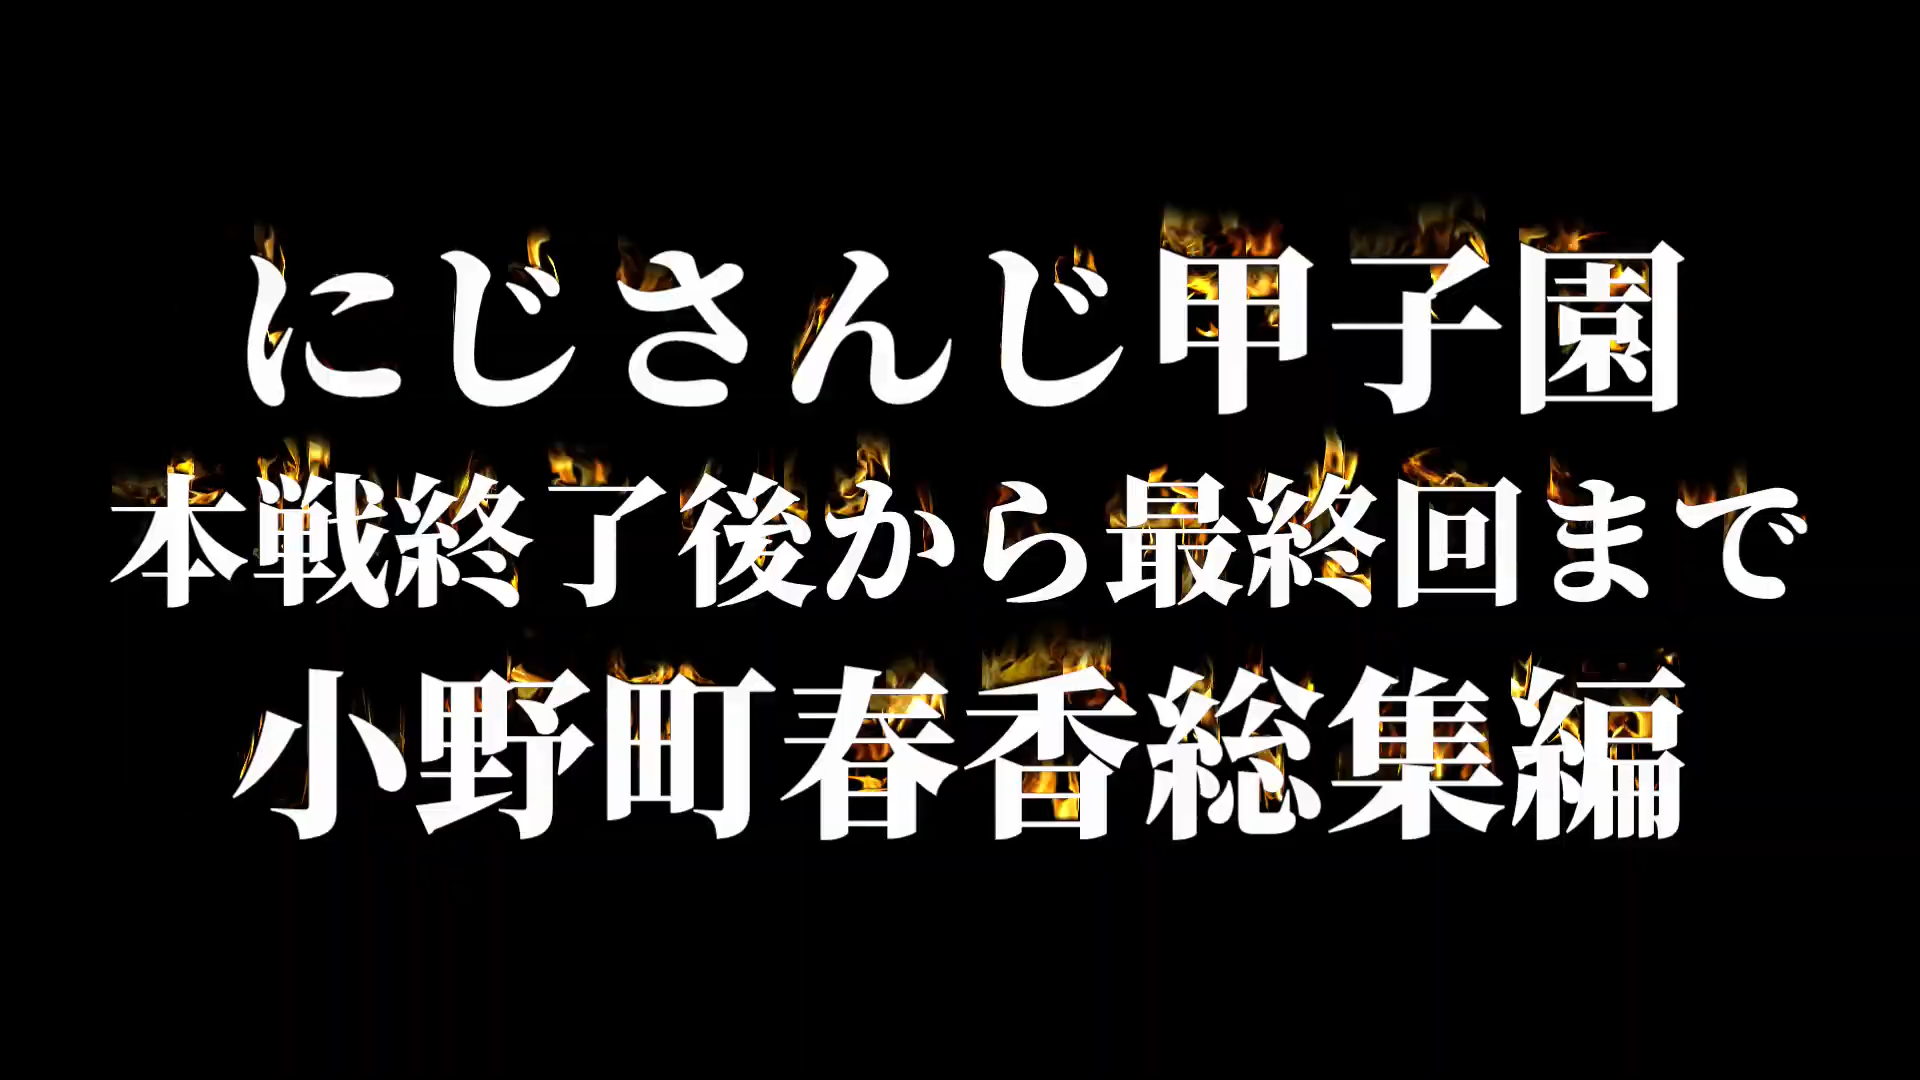 にじさんじ甲子園
本戦終了後から最終回まで
小野町春香総集編